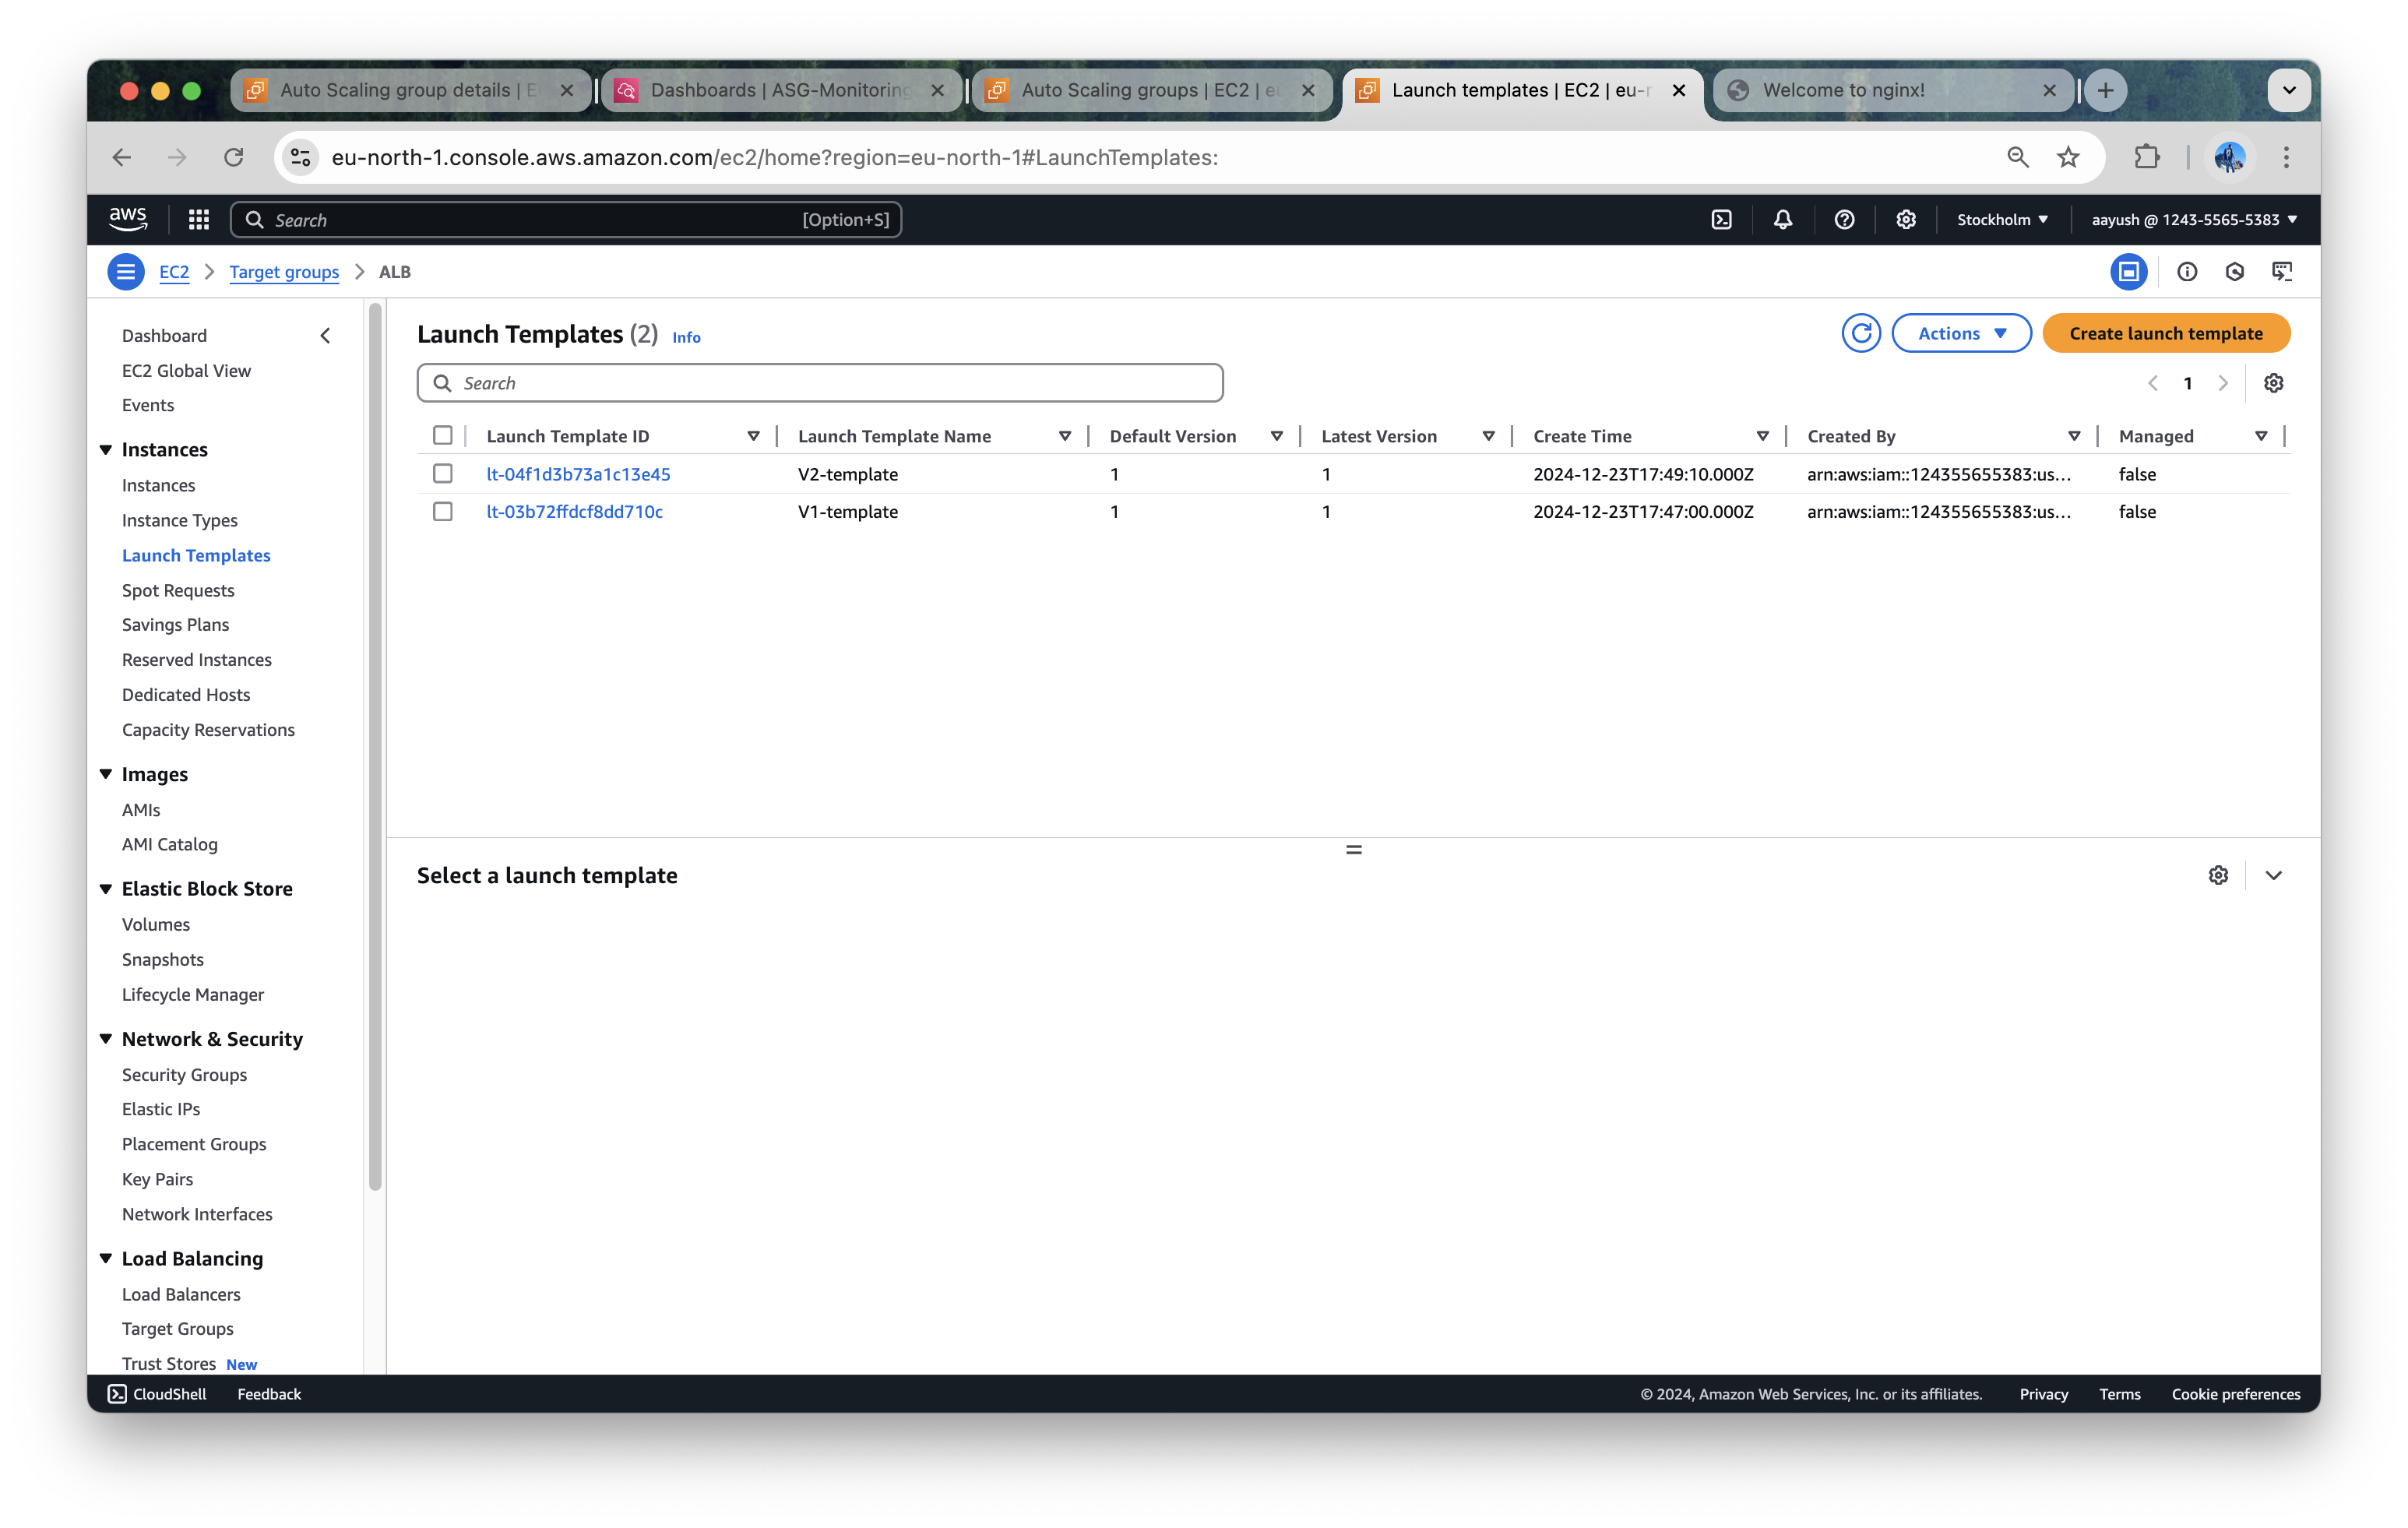 Auto Scaling group details | E
Dashboards | ASG-Monitoring
Auto Scaling groups | EC2 | eu
Launch templates | EC2 | eu-r
Welcome to nginx!
eu-north-1.console.aws.amazon.com/ec2/home?region=eu-north-1#LaunchTemplates:
aws
Search
[Option+S]
Stockholm
aayush @ 1243-5565-5383
EC2
Target groups
ALB
Dashboard
EC2 Global View
Events
Instances
Instances
Instance Types
Launch Templates
Spot Requests
Savings Plans
Reserved Instances
Dedicated Hosts
Capacity Reservations
Images
AMIs
AMI Catalog
Elastic Block Store
Volumes
Snapshots
Lifecycle Manager
Network & Security
Security Groups
Elastic IPs
Placement Groups
Key Pairs
Network Interfaces
Load Balancing
Load Balancers
Target Groups
Trust Stores New
Launch Templates (2) Info
Actions
Create launch template
Search
1
Launch Template ID Launch Template Name Default Version Latest Version Create Time Created By Managed
lt-04f1d3b73a1c13e45 V2-template 1 1 2024-12-23T17:49:10.000Z arn:aws:iam::124355655383:us... false
lt-03b72ffdcf8dd710c V1-template 1 1 2024-12-23T17:47:00.000Z arn:aws:iam::124355655383:us... false
Select a launch template
CloudShell
Feedback
© 2024, Amazon Web Services, Inc. or its affiliates.
Privacy
Terms
Cookie preferences